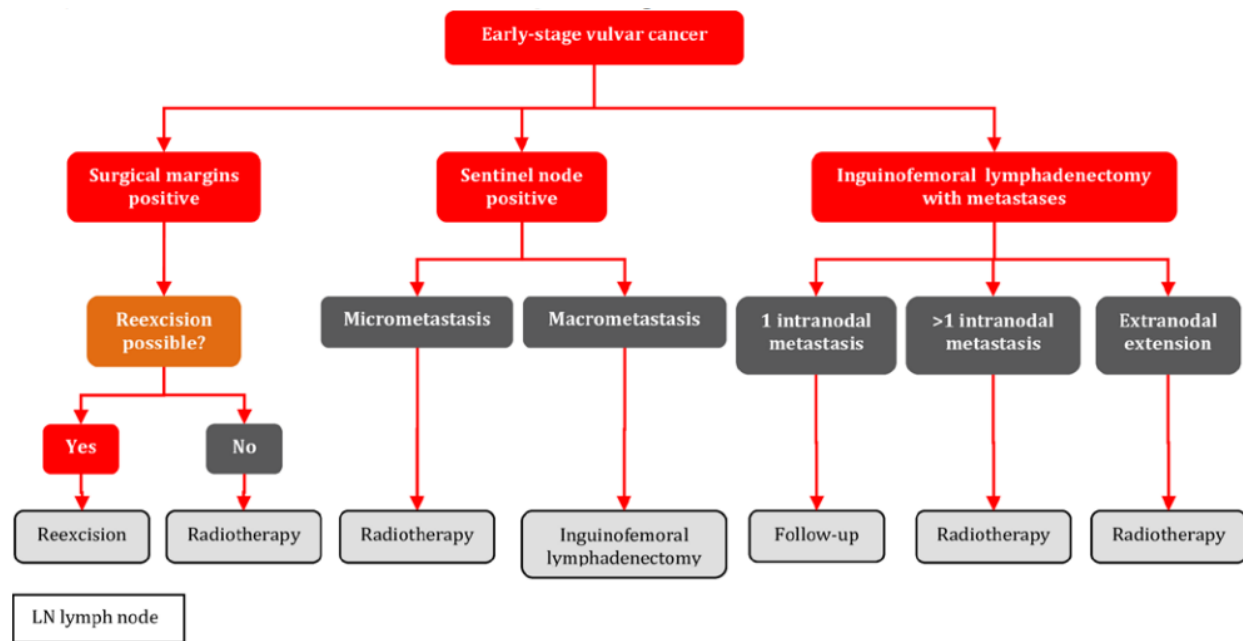 Early-stage vulvar cancer
Surgical margins
positive
Sentinel node
positive
Inguinofemoral lymphadenectomy
with metastases
Reexcision
possible?
Micrometastasis
Macrometastasis
1 intranodal
metastasis
>1 intranodal
metastasis
Extranodal
extension
Yes
No
Reexcision
Radiotherapy
Radiotherapy
Inguinofemoral
lymphadenectomy
Follow-up
Radiotherapy
Radiotherapy
LN lymph node